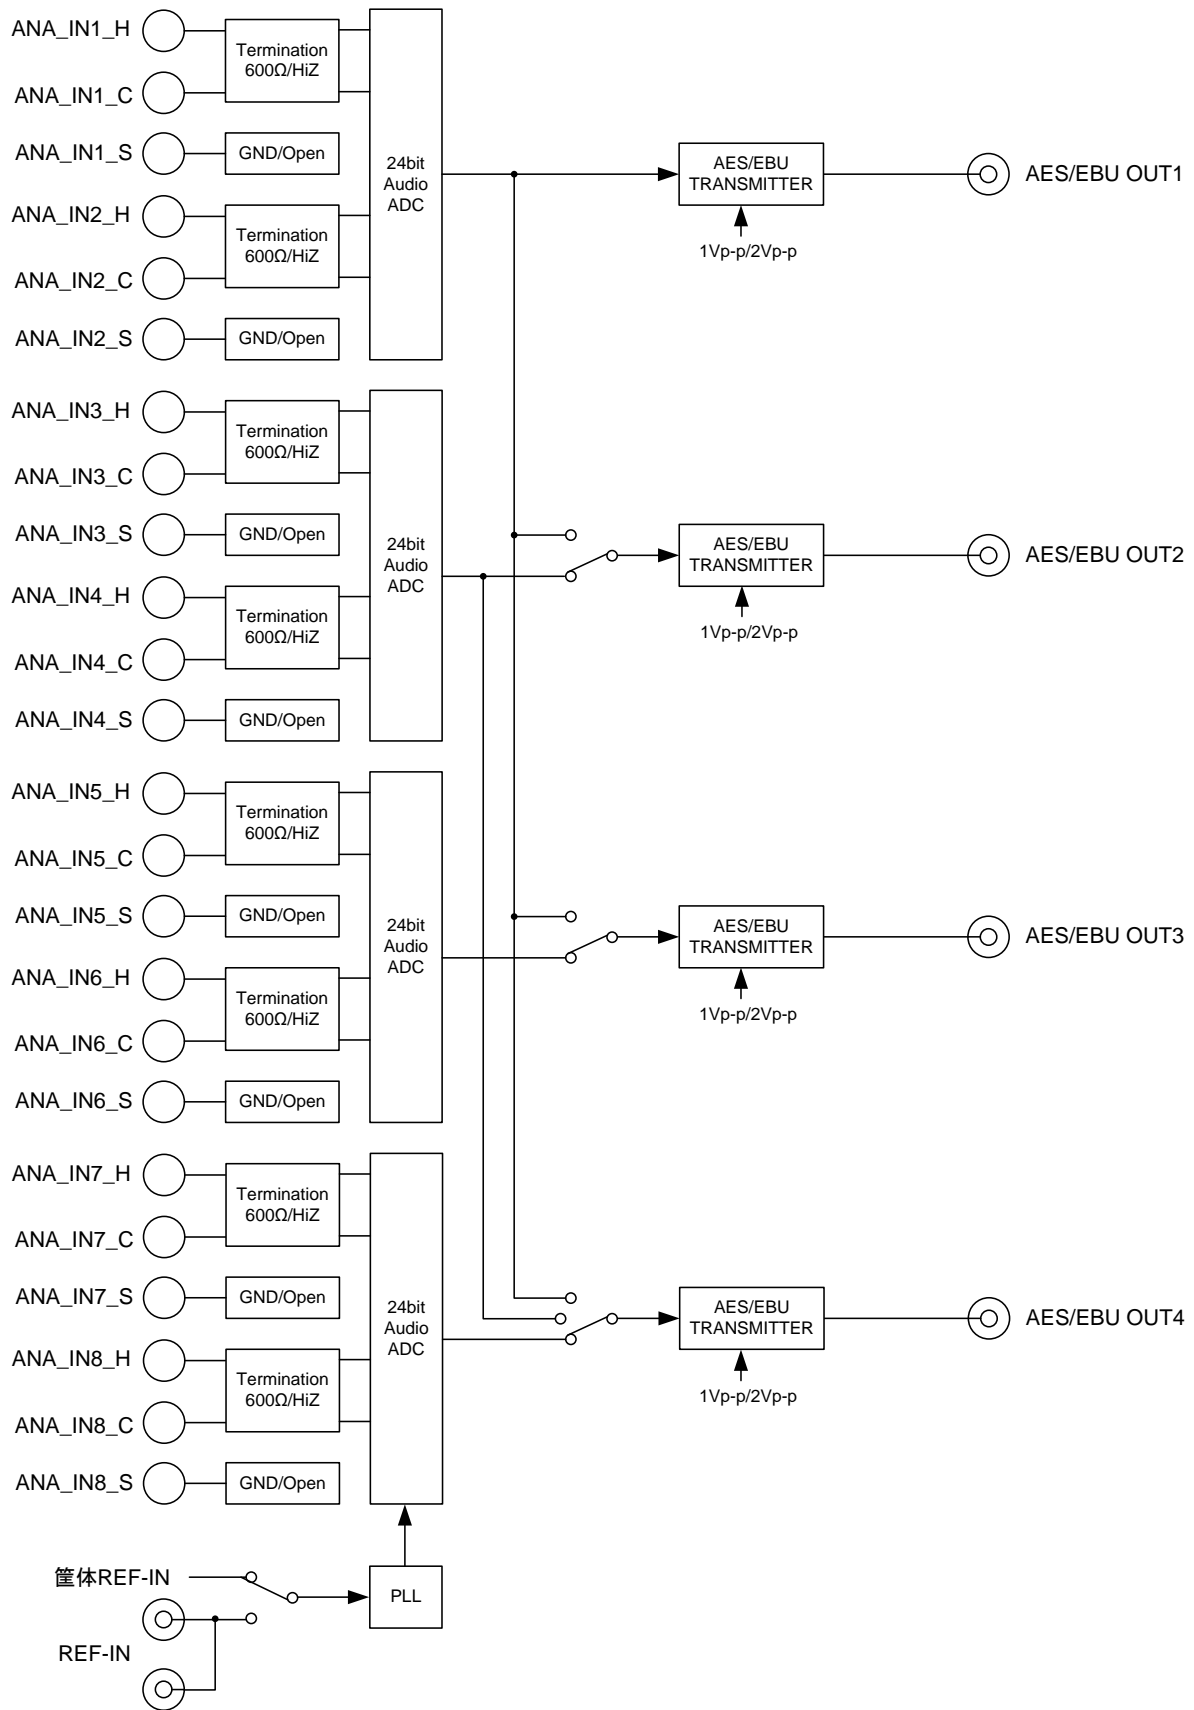 ANA_IN1_H
Termination
600Ω/HiZ
ANA_IN1_C
ANA_IN1_S
GND/Open
ANA_IN2_H
Termination
600Ω/HiZ
ANA_IN2_C
ANA_IN2_S
GND/Open
24bit
Audio
ADC
AES/EBU
TRANSMITTER
1Vp-p/2Vp-p
AES/EBU OUT1
ANA_IN3_H
Termination
600Ω/HiZ
ANA_IN3_C
ANA_IN3_S
GND/Open
ANA_IN4_H
Termination
600Ω/HiZ
ANA_IN4_C
ANA_IN4_S
GND/Open
24bit
Audio
ADC
AES/EBU
TRANSMITTER
1Vp-p/2Vp-p
AES/EBU OUT2
ANA_IN5_H
Termination
600Ω/HiZ
ANA_IN5_C
ANA_IN5_S
GND/Open
ANA_IN6_H
Termination
600Ω/HiZ
ANA_IN6_C
ANA_IN6_S
GND/Open
24bit
Audio
ADC
AES/EBU
TRANSMITTER
1Vp-p/2Vp-p
AES/EBU OUT3
ANA_IN7_H
Termination
600Ω/HiZ
ANA_IN7_C
ANA_IN7_S
GND/Open
ANA_IN8_H
Termination
600Ω/HiZ
ANA_IN8_C
ANA_IN8_S
GND/Open
24bit
Audio
ADC
AES/EBU
TRANSMITTER
1Vp-p/2Vp-p
AES/EBU OUT4
筐体REF-IN
PLL
REF-IN